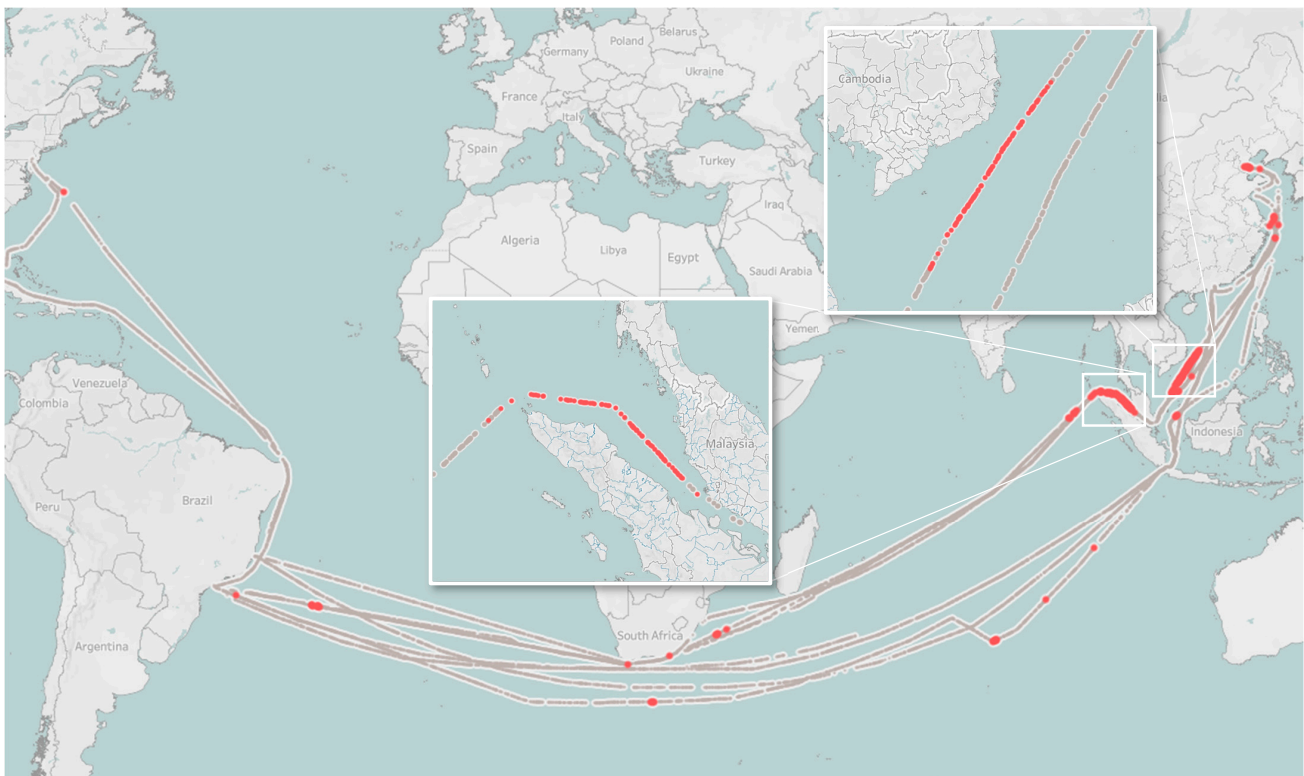 Belarus
Poland
Germany
Ukraine
France
Italy
Spain
Turkey
Iraq
Algeria
Libya
Egypt
Saudi Arabia
Yemen
Cambodia
Malaysia
Indonesia
Venezuela
Colombia
Brazil
Peru
South Africa
Argentina